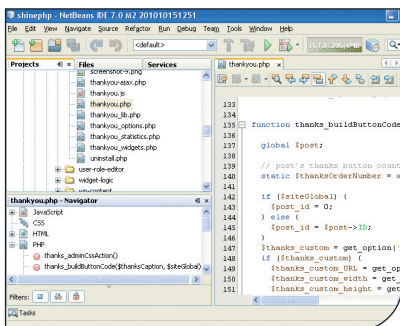 shinephp - NetBeans IDE 7.0 M2 201010151251
File Edit View Navigate Source Refactor Run Debug Team Tools Window Help
<default>
Projects Files Services
screenshot-9.png
thankyou-ajax.php
thankyou.js
thankyou.php
thankyou_lib.php
thankyou_options.php
thankyou_statistics.php
thankyou_widgets.php
uninstall.php
user-role-editor
widget-logic
wp-content
thankyou.php - Navigator
JavaScript
CSS
HTML
PHP
thanks_adminCssAction()
thanks_buildButtonCode($thanksCaption, $siteGlobal)
Filters:
Tasks
thankyou.php
133
134
135 function thanks_buildButtonCode
136
137 global $post;
138
139 // post's thanks button count
140 static $thanksOrderNumber =
141
142 if ($siteGlobal) {
143 $post_id = 0;
144 } else {
145 $post_id = $post->ID;
146 }
147 $thanks_custom = get_option('
148 if ($thanks_custom) {
149 $thanks_custom_URL = get_op
150 $thanks_custom_width = get_
151 $thanks_custom_height = get